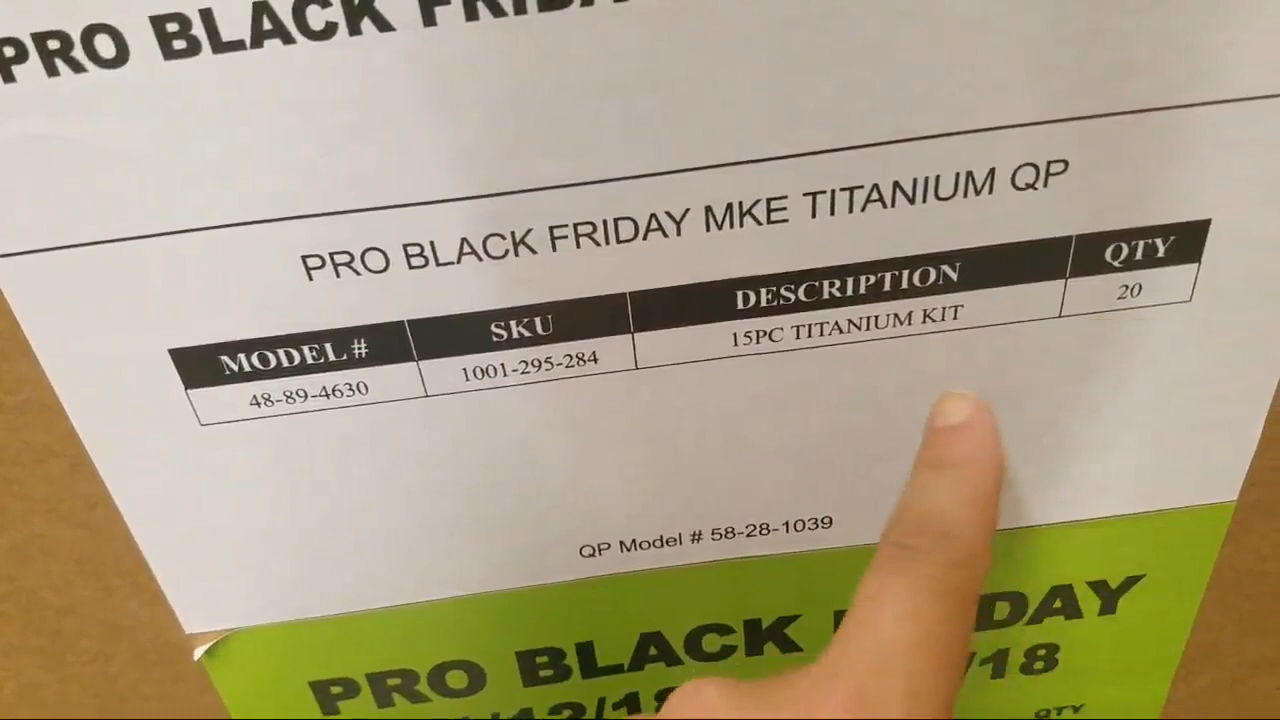 PRO BLACK
PRO BLACK FRIDAY MKE TITANIUM QP
MODEL # SKU DESCRIPTION QTY
48-89-4630 1001-295-284 15PC TITANIUM KIT 20
QP Model # 58-28-1039
PRO BLACK DAY
/18
QTY